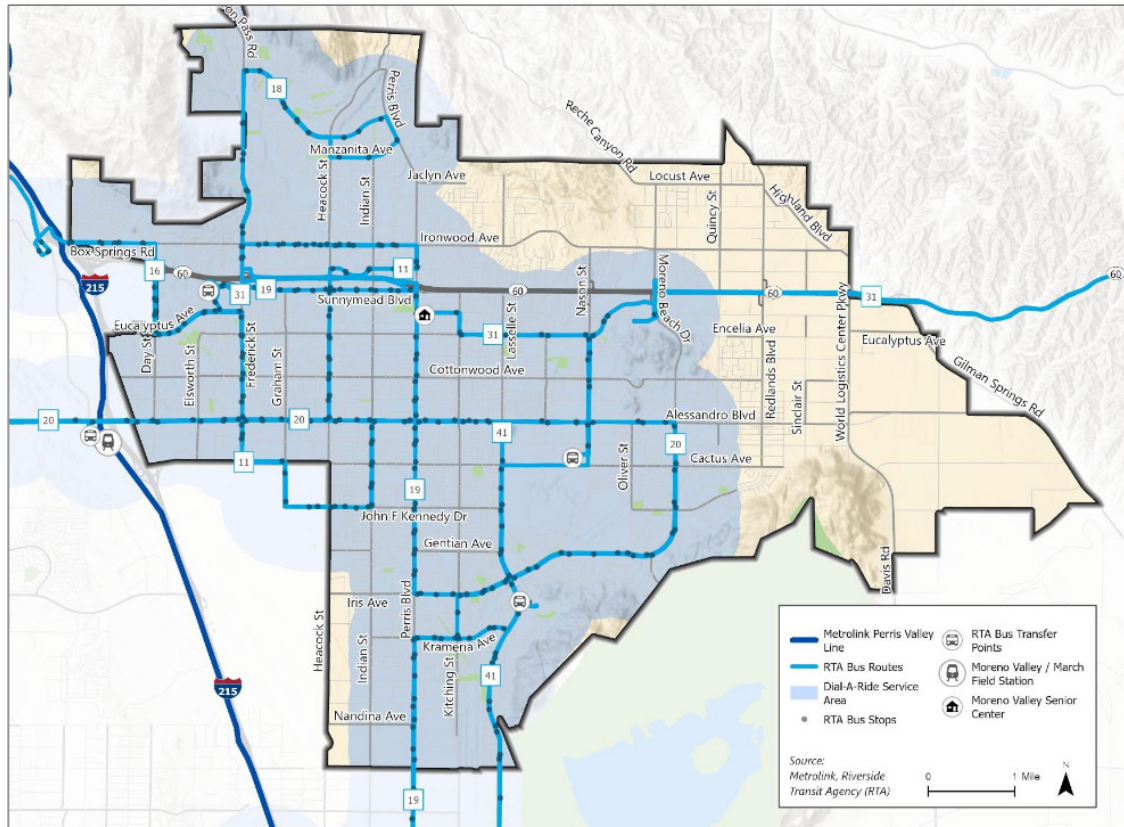 on Pass Rd
Perris Blvd
18
Reche Canyon Rd
Manzanita Ave
Heacock St
Indian St
Jaclyn Ave
Locust Ave
Highland Blvd
Quincy St
Ironwood Ave
Box Springs Rd
16
60
11
215
31
19
Sunnymead Blvd
60
Nason St
Moreno Beach Dr
60
31
60
Eucalyptus Ave
Day St
Elsworth St
Frederick St
Graham St
31
Lasselle St
Encelia Ave
Redlands Blvd
Sinclair St
World Logistics Center Pkwy
Eucalyptus Ave
Gilman Springs Rd
Cottonwood Ave
20
20
41
Alessandro Blvd
20
11
19
Oliver St
Cactus Ave
John F Kennedy Dr
Gentian Ave
Davis Rd
Iris Ave
Heacock St
Indian St
Perris Blvd
Krameria Ave
Kitching St
41
215
Nandina Ave
19
Metrolink Perris Valley
Line
RTA Bus Routes
Dial-A-Ride Service
Area
RTA Bus Stops
RTA Bus Transfer
Points
Moreno Valley / March
Field Station
Moreno Valley Senior
Center
Source:
Metrolink, Riverside
Transit Agency (RTA)
0 1 Mile
N